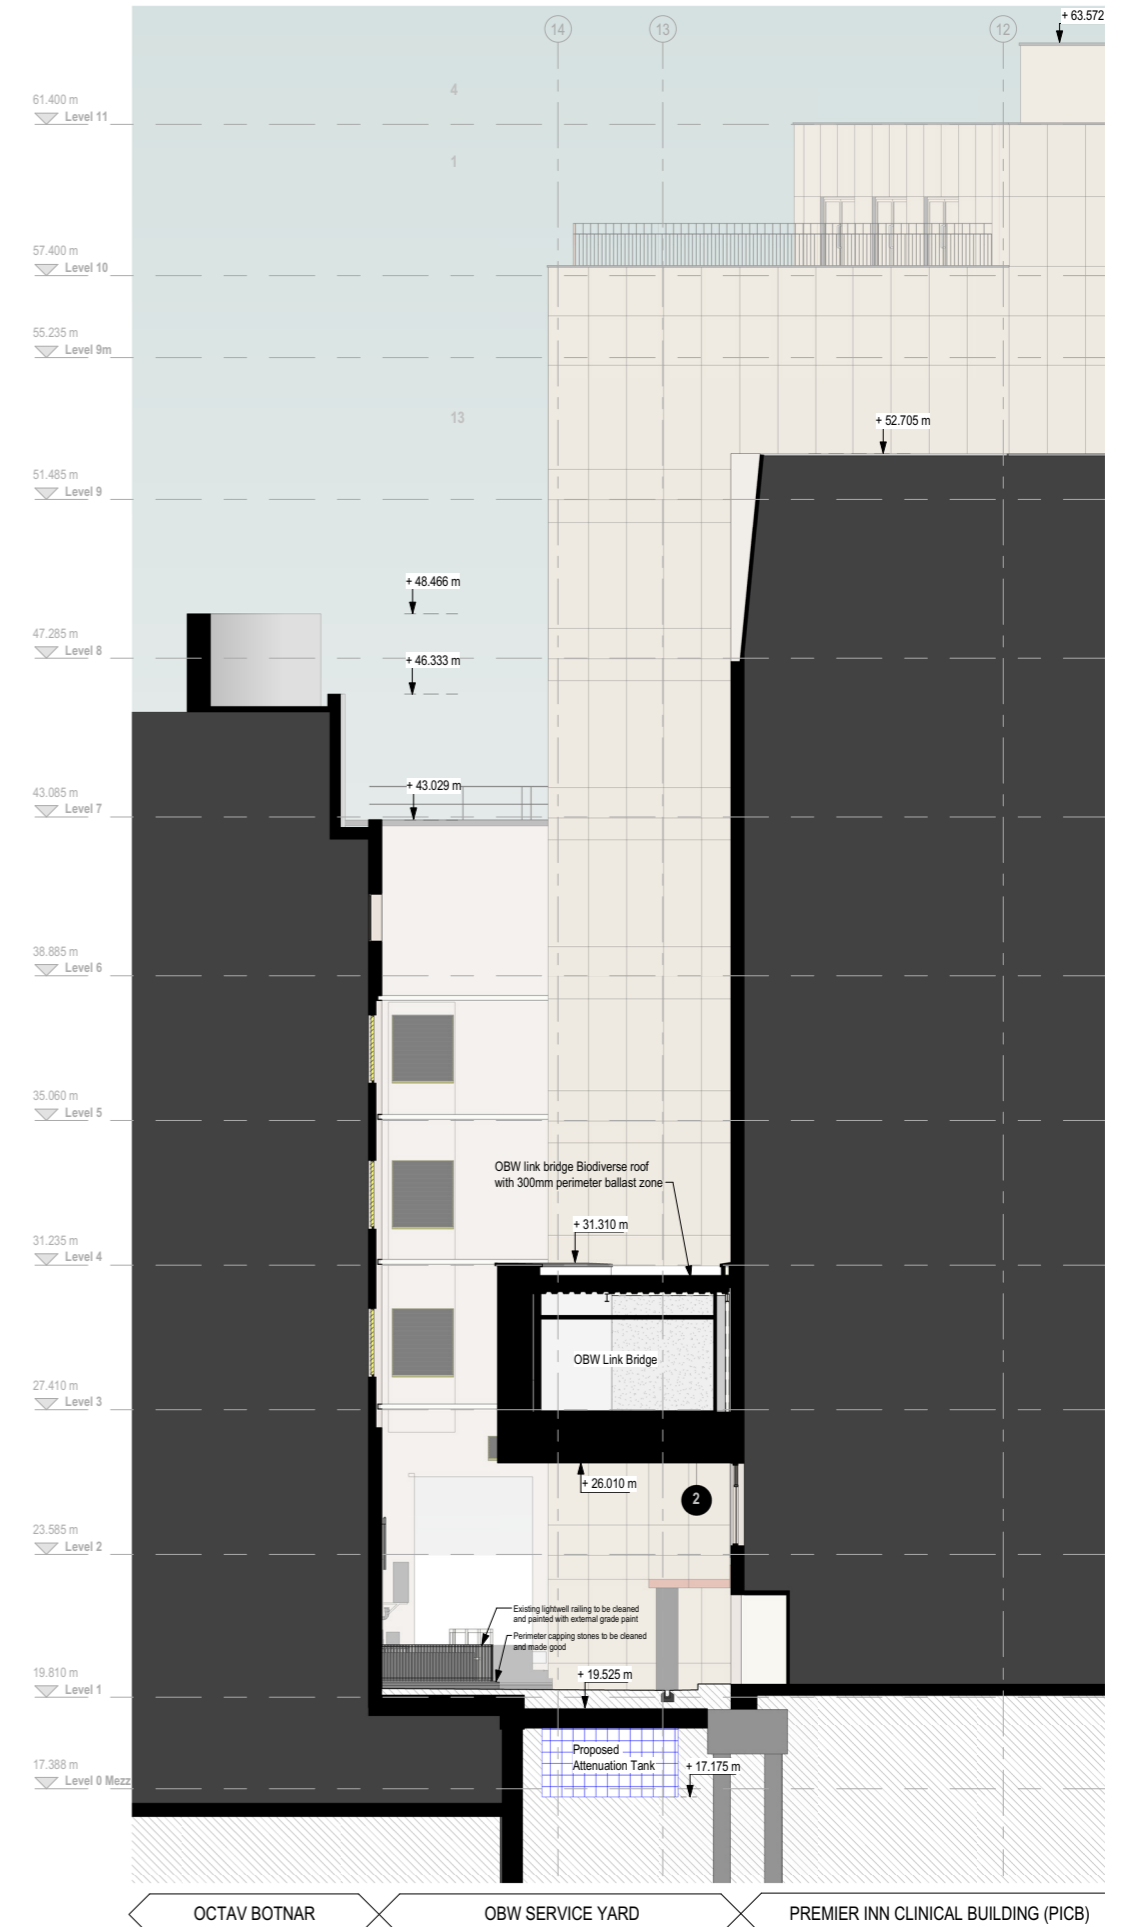 14
13
12
+ 63.572
4
61.400 m
Level 11
1
57.400 m
Level 10
55.235 m
Level 9m
13
+ 52.705 m
51.485 m
Level 9
+ 48.466 m
47.285 m
Level 8
+ 46.333 m
43.085 m
Level 7
+ 43.029 m
38.885 m
Level 6
35.060 m
Level 5
OBW link bridge Biodiverse roof
with 300mm perimeter ballast zone
+ 31.310 m
31.235 m
Level 4
OBW Link Bridge
27.410 m
Level 3
+ 26.010 m
2
23.585 m
Level 2
Existing lightwell railing to be cleaned
and painted with external grade paint
Perimeter capping stones to be cleaned
and made good
+ 19.525 m
19.810 m
Level 1
Proposed
Attenuation Tank
+ 17.175 m
17.388 m
Level 0 Mezz
OCTAV BOTNAR
OBW SERVICE YARD
PREMIER INN CLINICAL BUILDING (PICB)